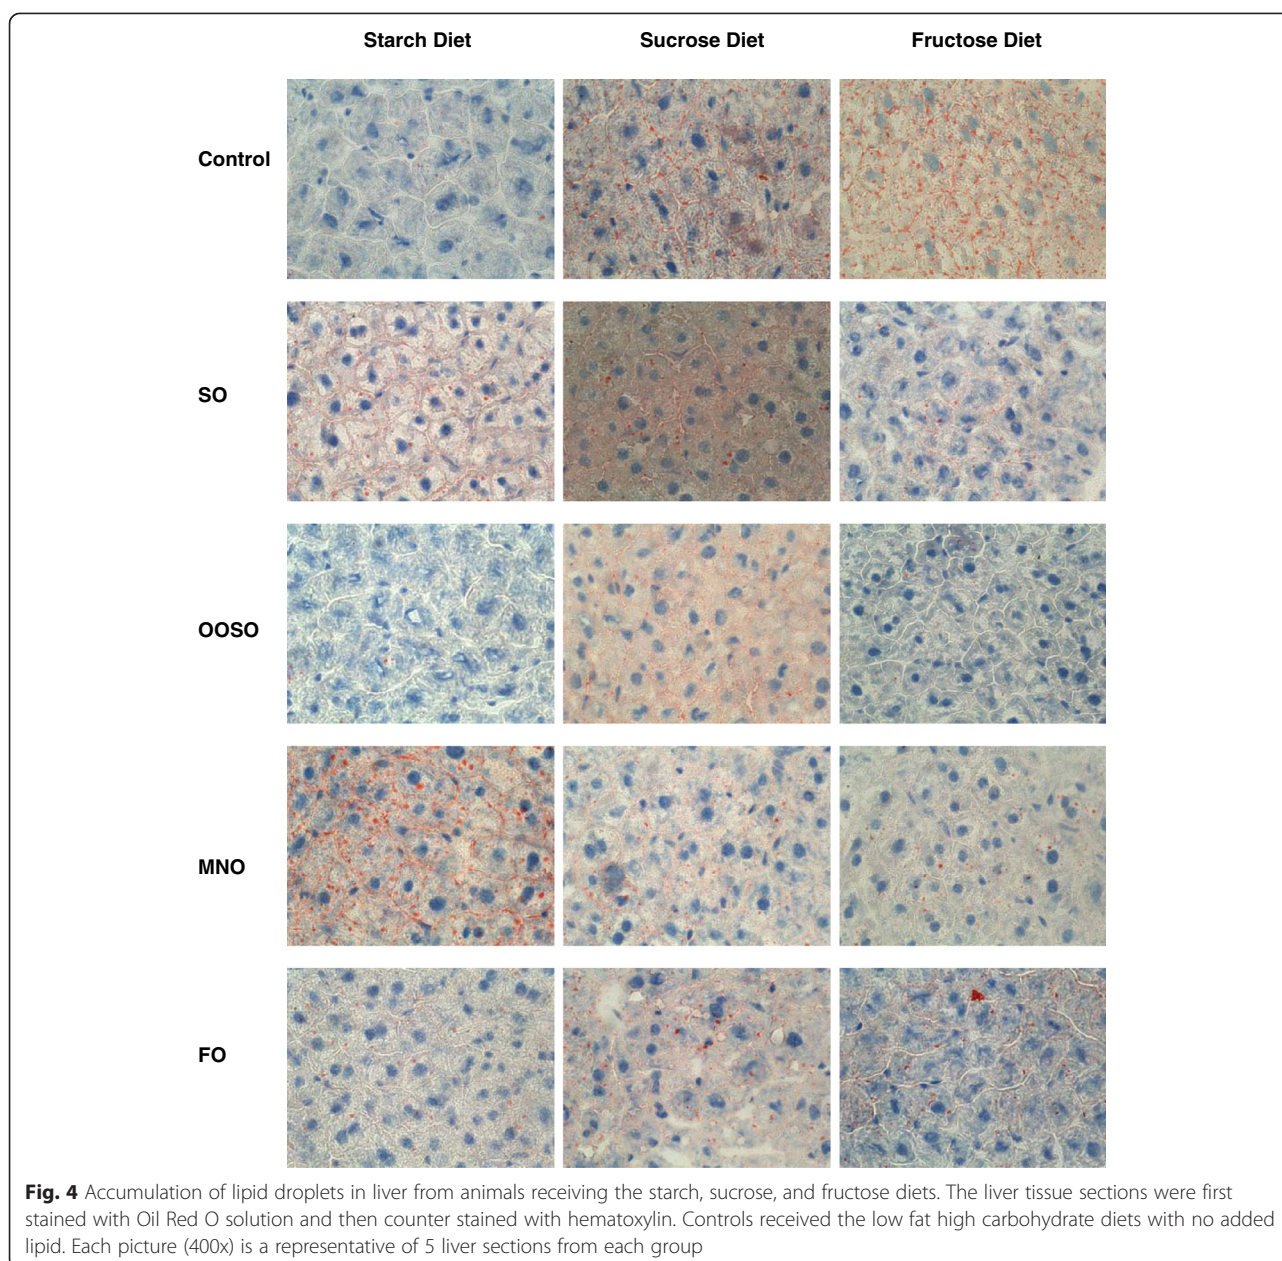 Starch Diet Sucrose Diet Fructose Diet
Control
SO
OOSO
MNO
FO
Fig. 4 Accumulation of lipid droplets in liver from animals receiving the starch, sucrose, and fructose diets. The liver tissue sections were first
stained with Oil Red O solution and then counter stained with hematoxylin. Controls received the low fat high carbohydrate diets with no added
lipid. Each picture (400x) is a representative of 5 liver sections from each group